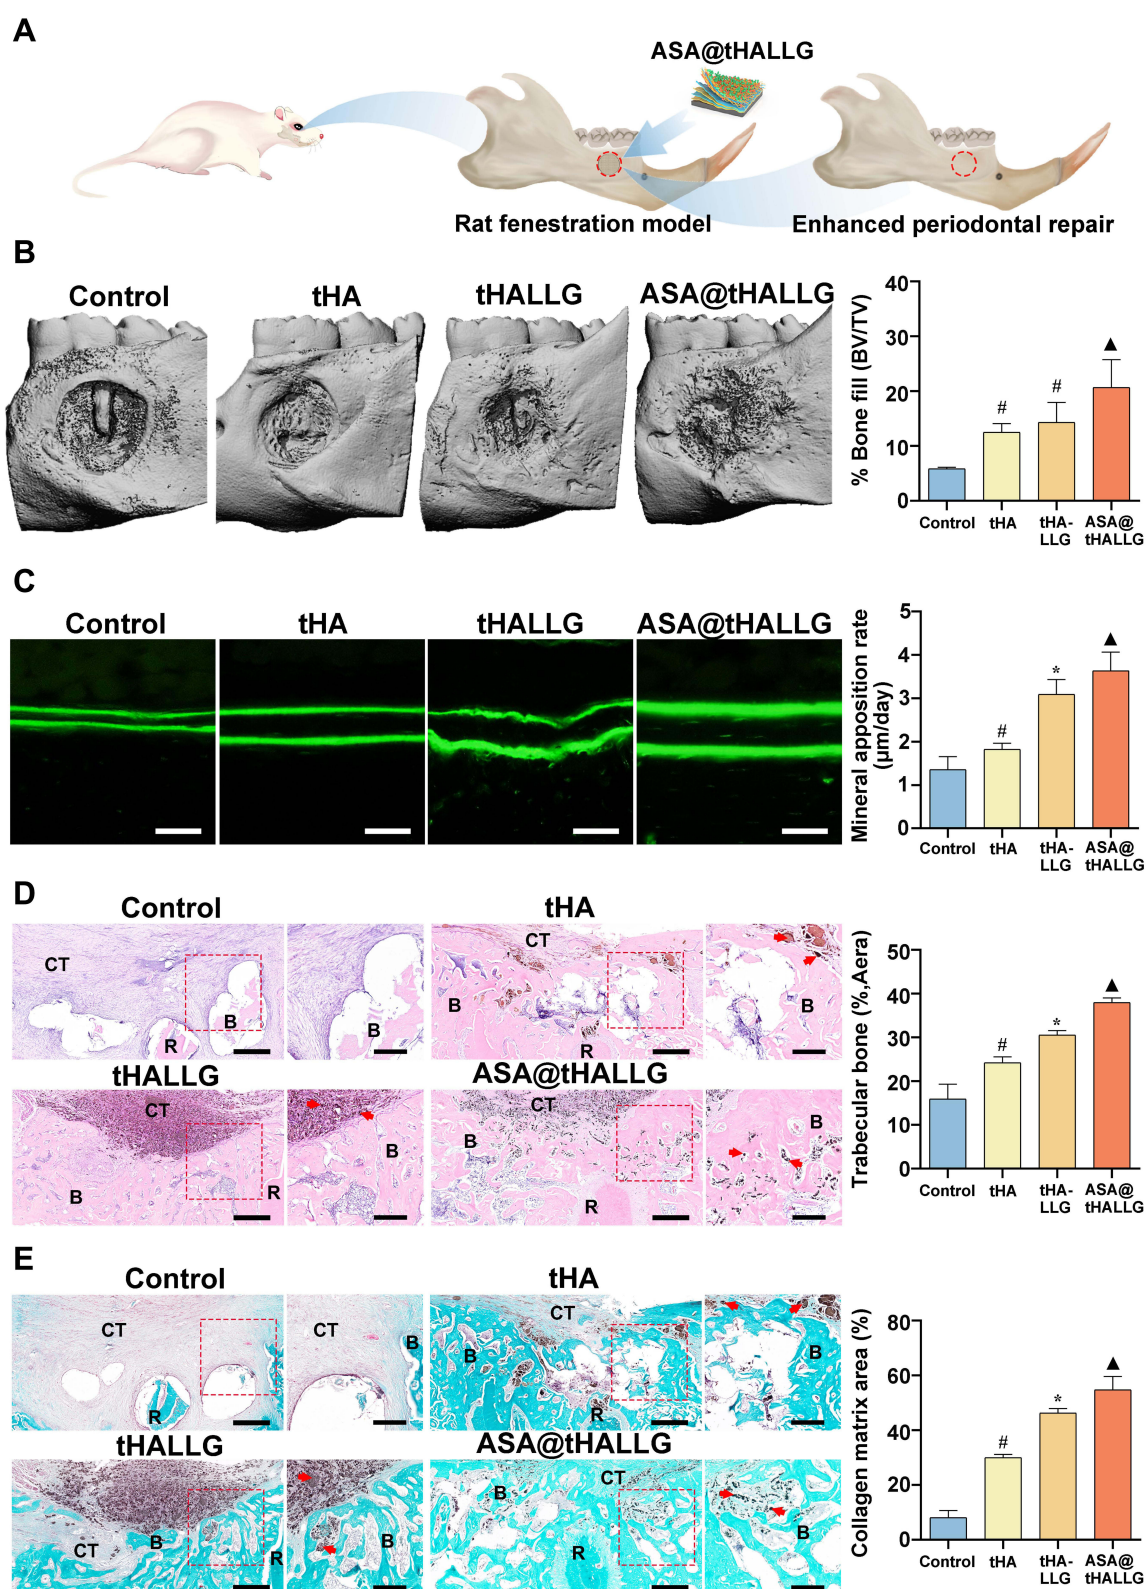 A
ASA@tHALLG
Rat fenestration model
Enhanced periodontal repair
B
Control
tHA
tHALLG
ASA@tHALLG
% Bone fill (BV/TV)
40
30
20
10
0
#
#
▲
Control
tHA
tHA-
LLG
ASA@
tHALLG
C
Control
tHA
tHALLG
ASA@tHALLG
Mineral apposition rate
(μm/day)
5
4
3
2
1
0
#
*
▲
Control
tHA
tHA-
LLG
ASA@
tHALLG
D
Control
tHA
CT
B
R
B
CT
B
R
B
tHALLG
ASA@tHALLG
CT
B
R
B
CT
B
R
B
Trabecular bone (%,Aera)
50
40
30
20
10
0
#
*
▲
Control
tHA
tHA-
LLG
ASA@
tHALLG
E
Control
tHA
CT
R
CT
B
CT
B
R
B
tHALLG
ASA@tHALLG
CT
B
R
B
CT
B
R
B
Collagen matrix area (%)
80
60
40
20
0
#
*
▲
Control
tHA
tHA-
LLG
ASA@
tHALLG